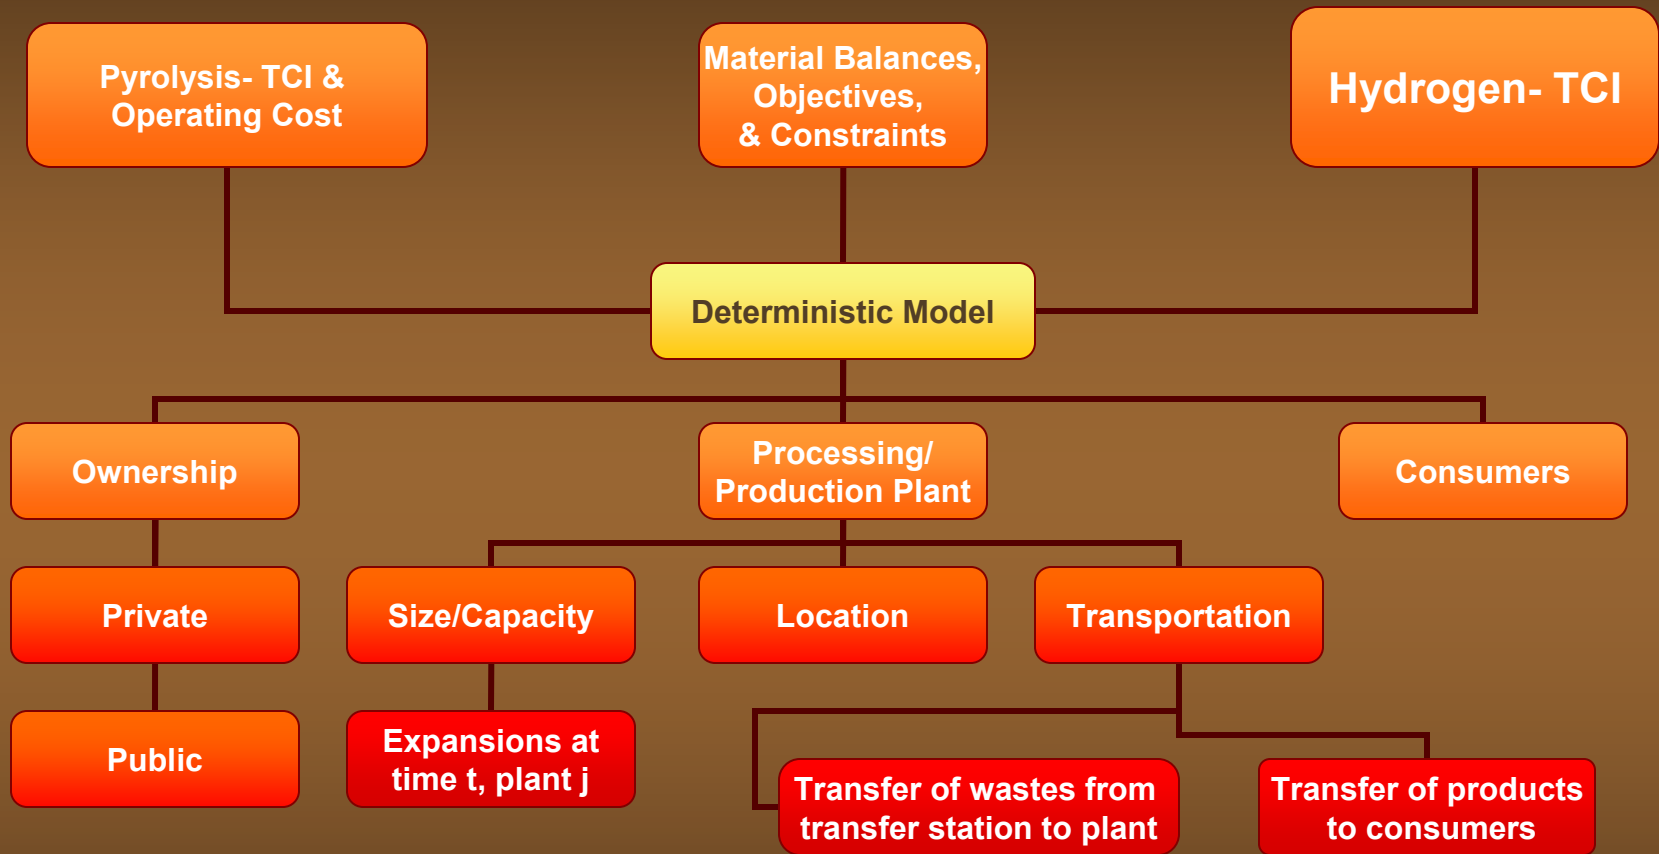 Pyrolysis- TCI &
Operating Cost
Material Balances,
Objectives,
& Constraints
Hydrogen- TCI
Deterministic Model
Ownership
Processing/
Production Plant
Consumers
Private
Size/Capacity
Location
Transportation
Public
Expansions at
time t, plant j
Transfer of wastes from
transfer station to plant
Transfer of products
to consumers